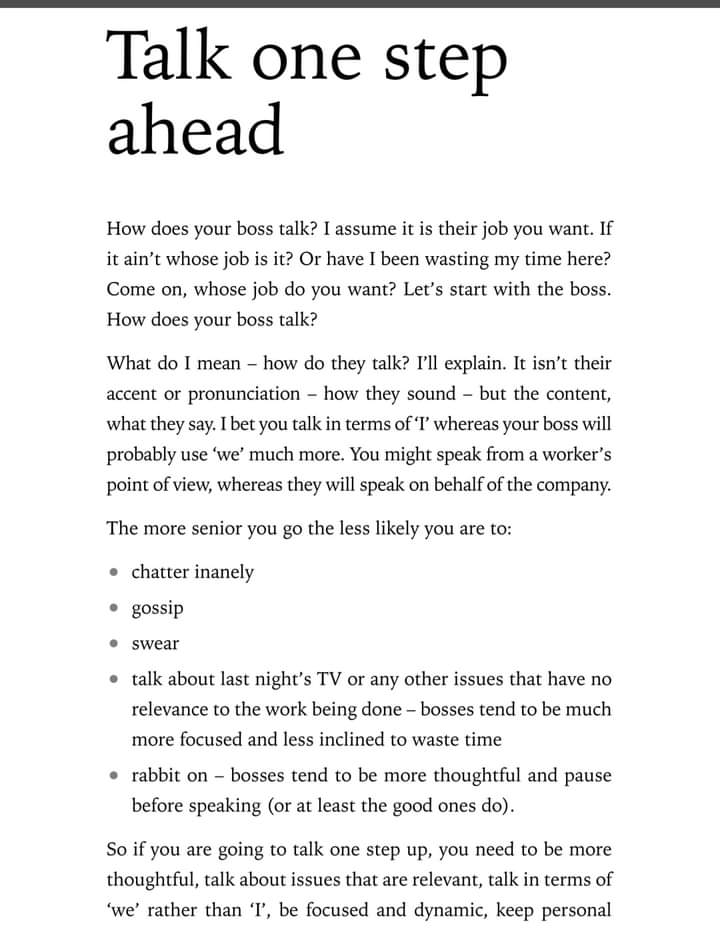 Talk one step
ahead
How does your boss talk? I assume it is their job you want. If
it ain’t whose job is it? Or have I been wasting my time here?
Come on, whose job do you want? Let’s start with the boss.
How does your boss talk?
What do I mean – how do they talk? I’ll explain. It isn’t their
accent or pronunciation – how they sound – but the content,
what they say. I bet you talk in terms of ‘I’ whereas your boss will
probably use ‘we’ much more. You might speak from a worker’s
point of view, whereas they will speak on behalf of the company.
The more senior you go the less likely you are to:
• chatter inanely
• gossip
• swear
• talk about last night’s TV or any other issues that have no
relevance to the work being done – bosses tend to be much
more focused and less inclined to waste time
• rabbit on – bosses tend to be more thoughtful and pause
before speaking (or at least the good ones do).
So if you are going to talk one step up, you need to be more
thoughtful, talk about issues that are relevant, talk in terms of
‘we’ rather than ‘I’, be focused and dynamic, keep personal